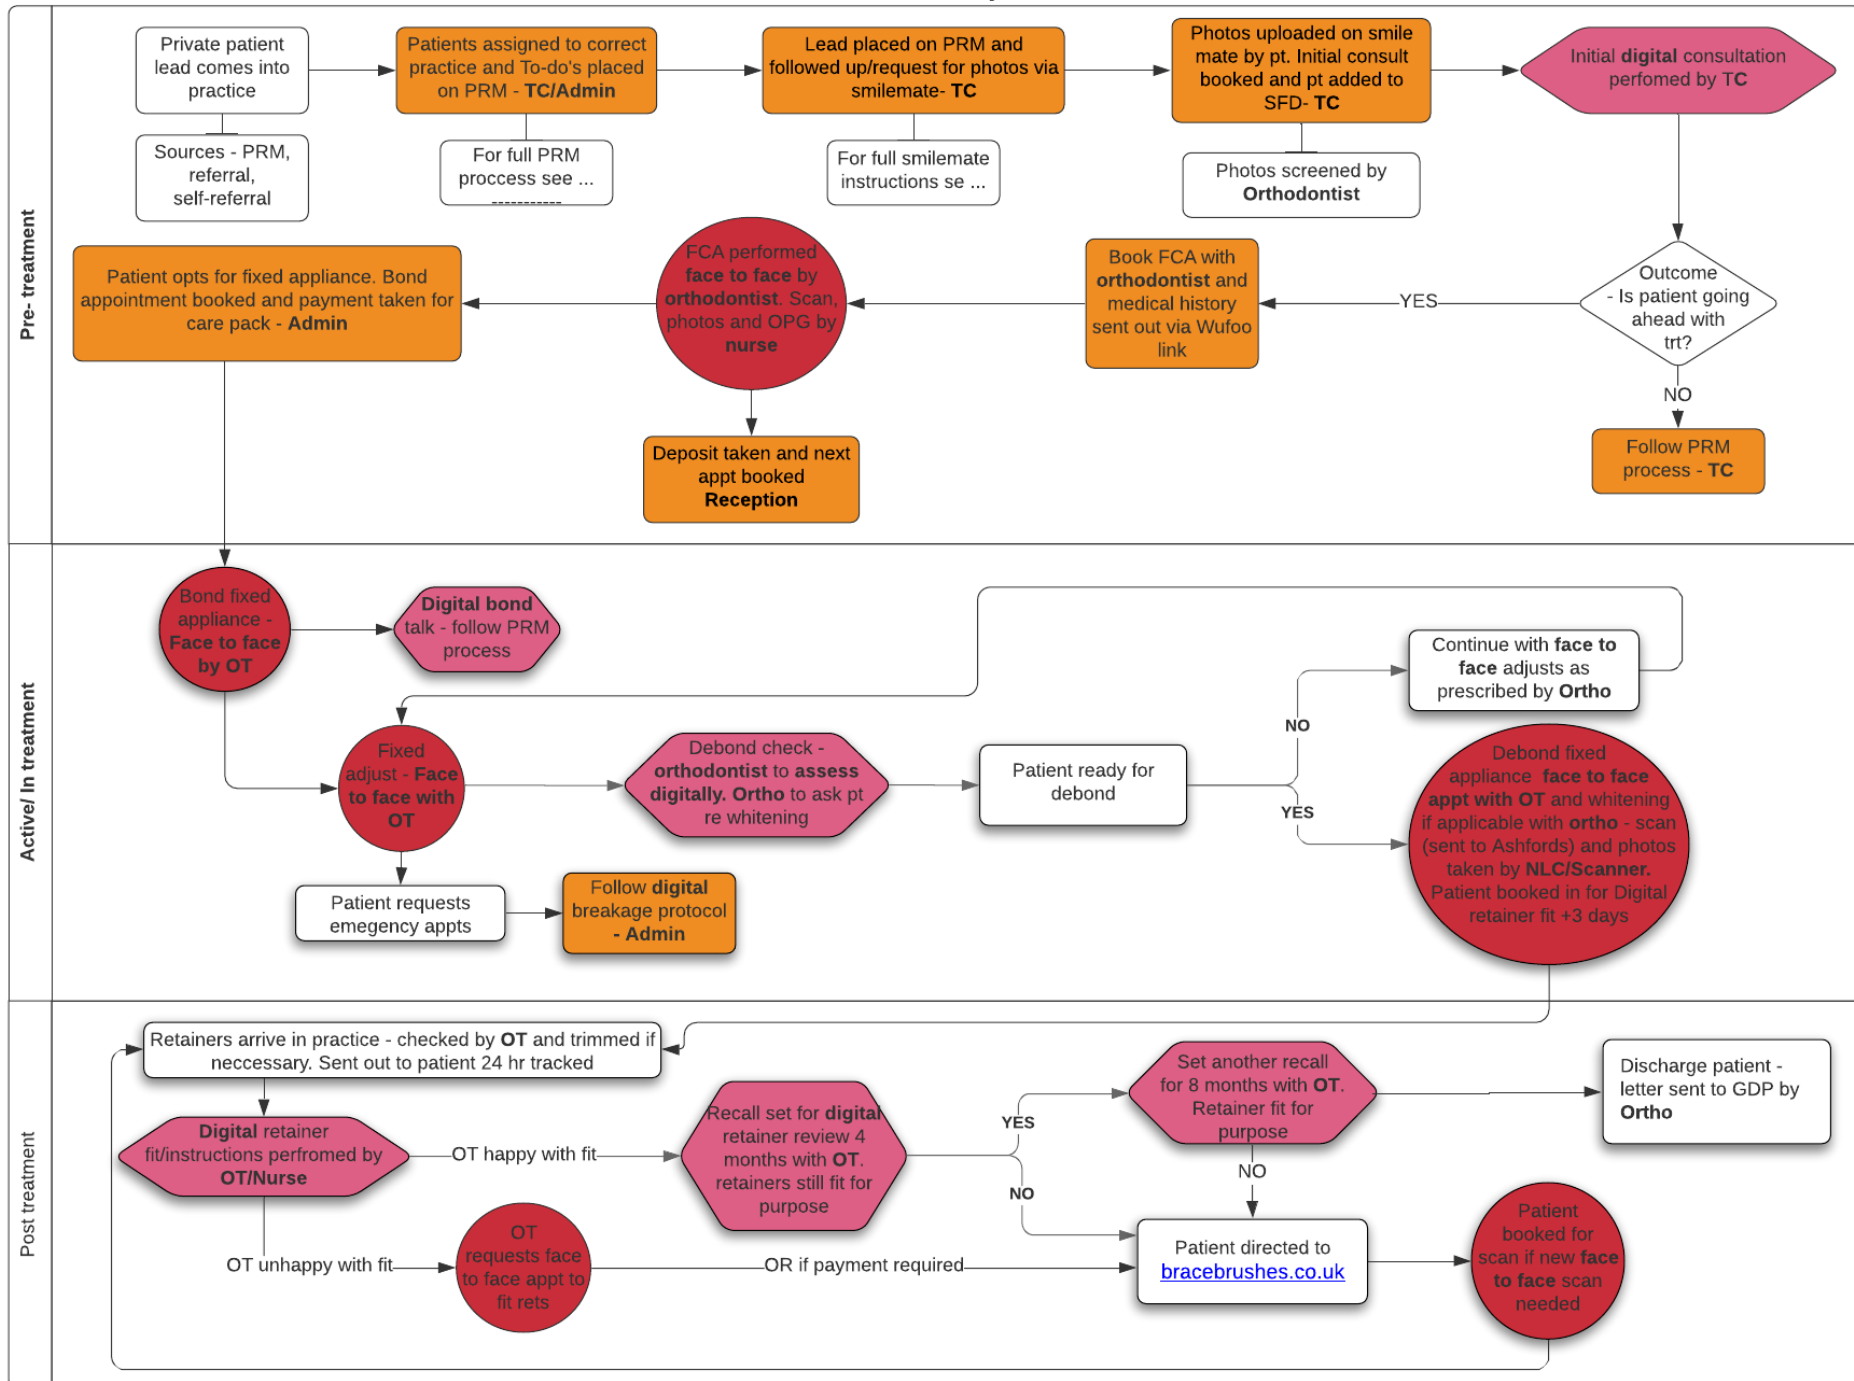 Pre- treatment
Private patient
lead comes into
practice
Patients assigned to correct
practice and To-do's placed
on PRM - TC/Admin
Lead placed on PRM and
followed up/request for photos via
smilemate- TC
Photos uploaded on smile
mate by pt. Initial consult
booked and pt added to
SFD- TC
Initial digital consultation
perfomed by TC
Sources - PRM,
referral,
self-referral
For full PRM
proccess see ...
-----------
For full smilemate
instructions se ...
Photos screened by
Orthodontist
Patient opts for fixed appliance. Bond
appointment booked and payment taken for
care pack - Admin
FCA performed
face to face by
orthodontist. Scan,
photos and OPG by
nurse
Book FCA with
orthodontist and
medical history
sent out via Wufoo
link
YES
Outcome
- Is patient going
ahead with
trt?
NO
Deposit taken and next
appt booked
Reception
Follow PRM
process - TC
Active/ In treatment
Bond fixed
appliance -
Face to face
by OT
Digital bond
talk - follow PRM
process
Continue with face to
face adjusts as
prescribed by Ortho
NO
Fixed
adjust - Face
to face with
OT
Debond check -
orthodontist to assess
digitally. Ortho to ask pt
re whitening
Patient ready for
debond
YES
Debond fixed
appliance face to face
appt with OT and whitening
if applicable with ortho - scan
(sent to Ashfords) and photos
taken by NLC/Scanner.
Patient booked in for Digital
retainer fit +3 days
Patient requests
emegency appts
Follow digital
breakage protocol
- Admin
Post treatment
Retainers arrive in practice - checked by OT and trimmed if
neccessary. Sent out to patient 24 hr tracked
Digital retainer
fit/instructions perfromed by
OT/Nurse
OT happy with fit
Recall set for digital
retainer review 4
months with OT.
retainers still fit for
purpose
YES
NO
Set another recall
for 8 months with OT.
Retainer fit for
purpose
NO
Discharge patient -
letter sent to GDP by
Ortho
OT unhappy with fit
OT
requests face
to face appt to
fit rets
OR if payment required
Patient directed to
bracebrushes.co.uk
Patient
booked for
scan if new face
to face scan
needed